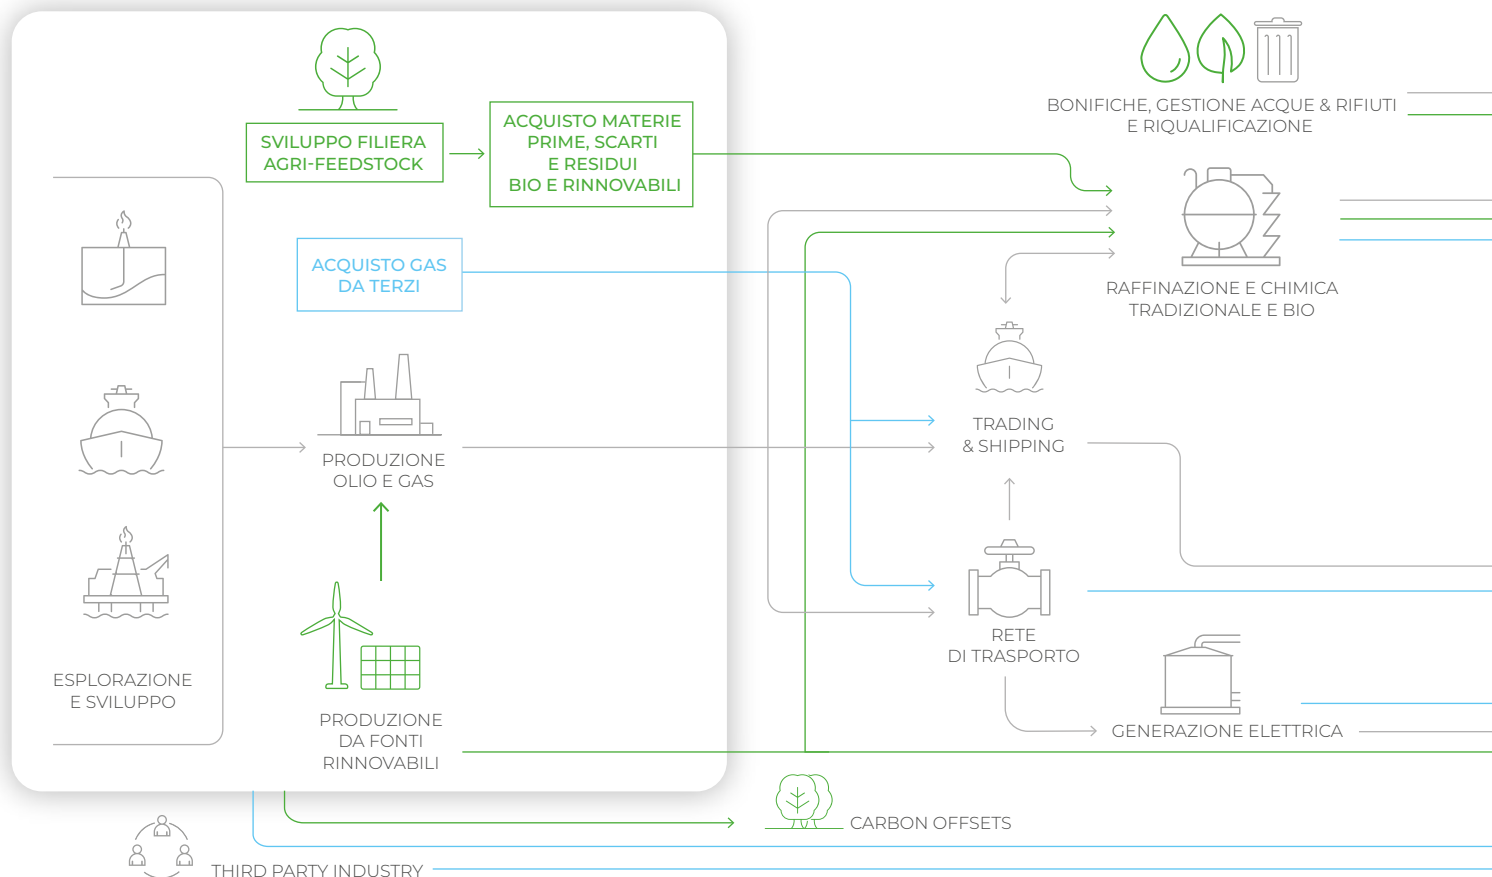 SVILUPPO FILIERA
AGRI-FEEDSTOCK
ACQUISTO MATERIE
PRIME, SCARTI
E RESIDUI
BIO E RINNOVABILI
ACQUISTO GAS
DA TERZI
PRODUZIONE
OLIO E GAS
ESPLORAZIONE
E SVILUPPO
PRODUZIONE
DA FONTI
RINNOVABILI
BONIFICHE, GESTIONE ACQUE & RIFIUTI
E RIQUALIFICAZIONE
RAFFINAZIONE E CHIMICA
TRADIZIONALE E BIO
TRADING
& SHIPPING
RETE
DI TRASPORTO
GENERAZIONE ELETTRICA
CARBON OFFSETS
THIRD PARTY INDUSTRY